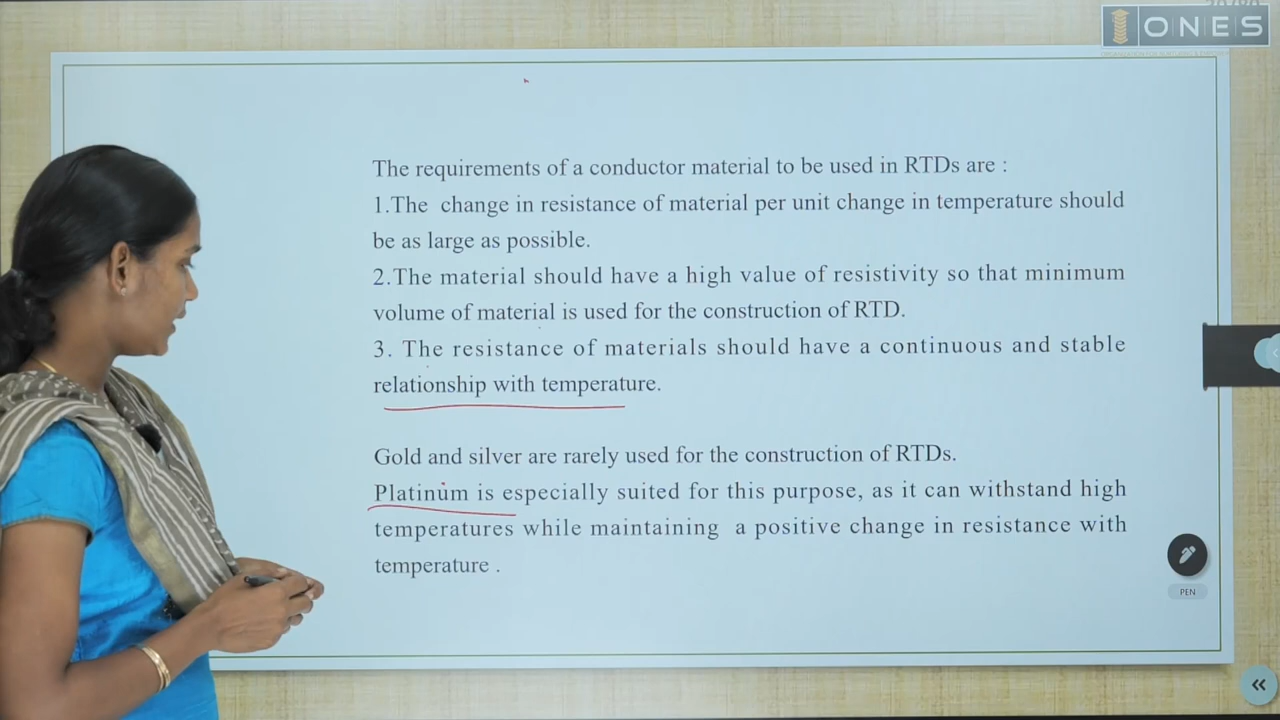 ONES
The requirements of a conductor material to be used in RTDs are :
1.The change in resistance of material per unit change in temperature should
be as large as possible.
2.The material should have a high value of resistivity so that minimum
volume of material is used for the construction of RTD.
3. The resistance of materials should have a continuous and stable
relationship with temperature.
Gold and silver are rarely used for the construction of RTDs.
Platinum is especially suited for this purpose, as it can withstand high
temperatures while maintaining a positive change in resistance with
temperature .
PEN